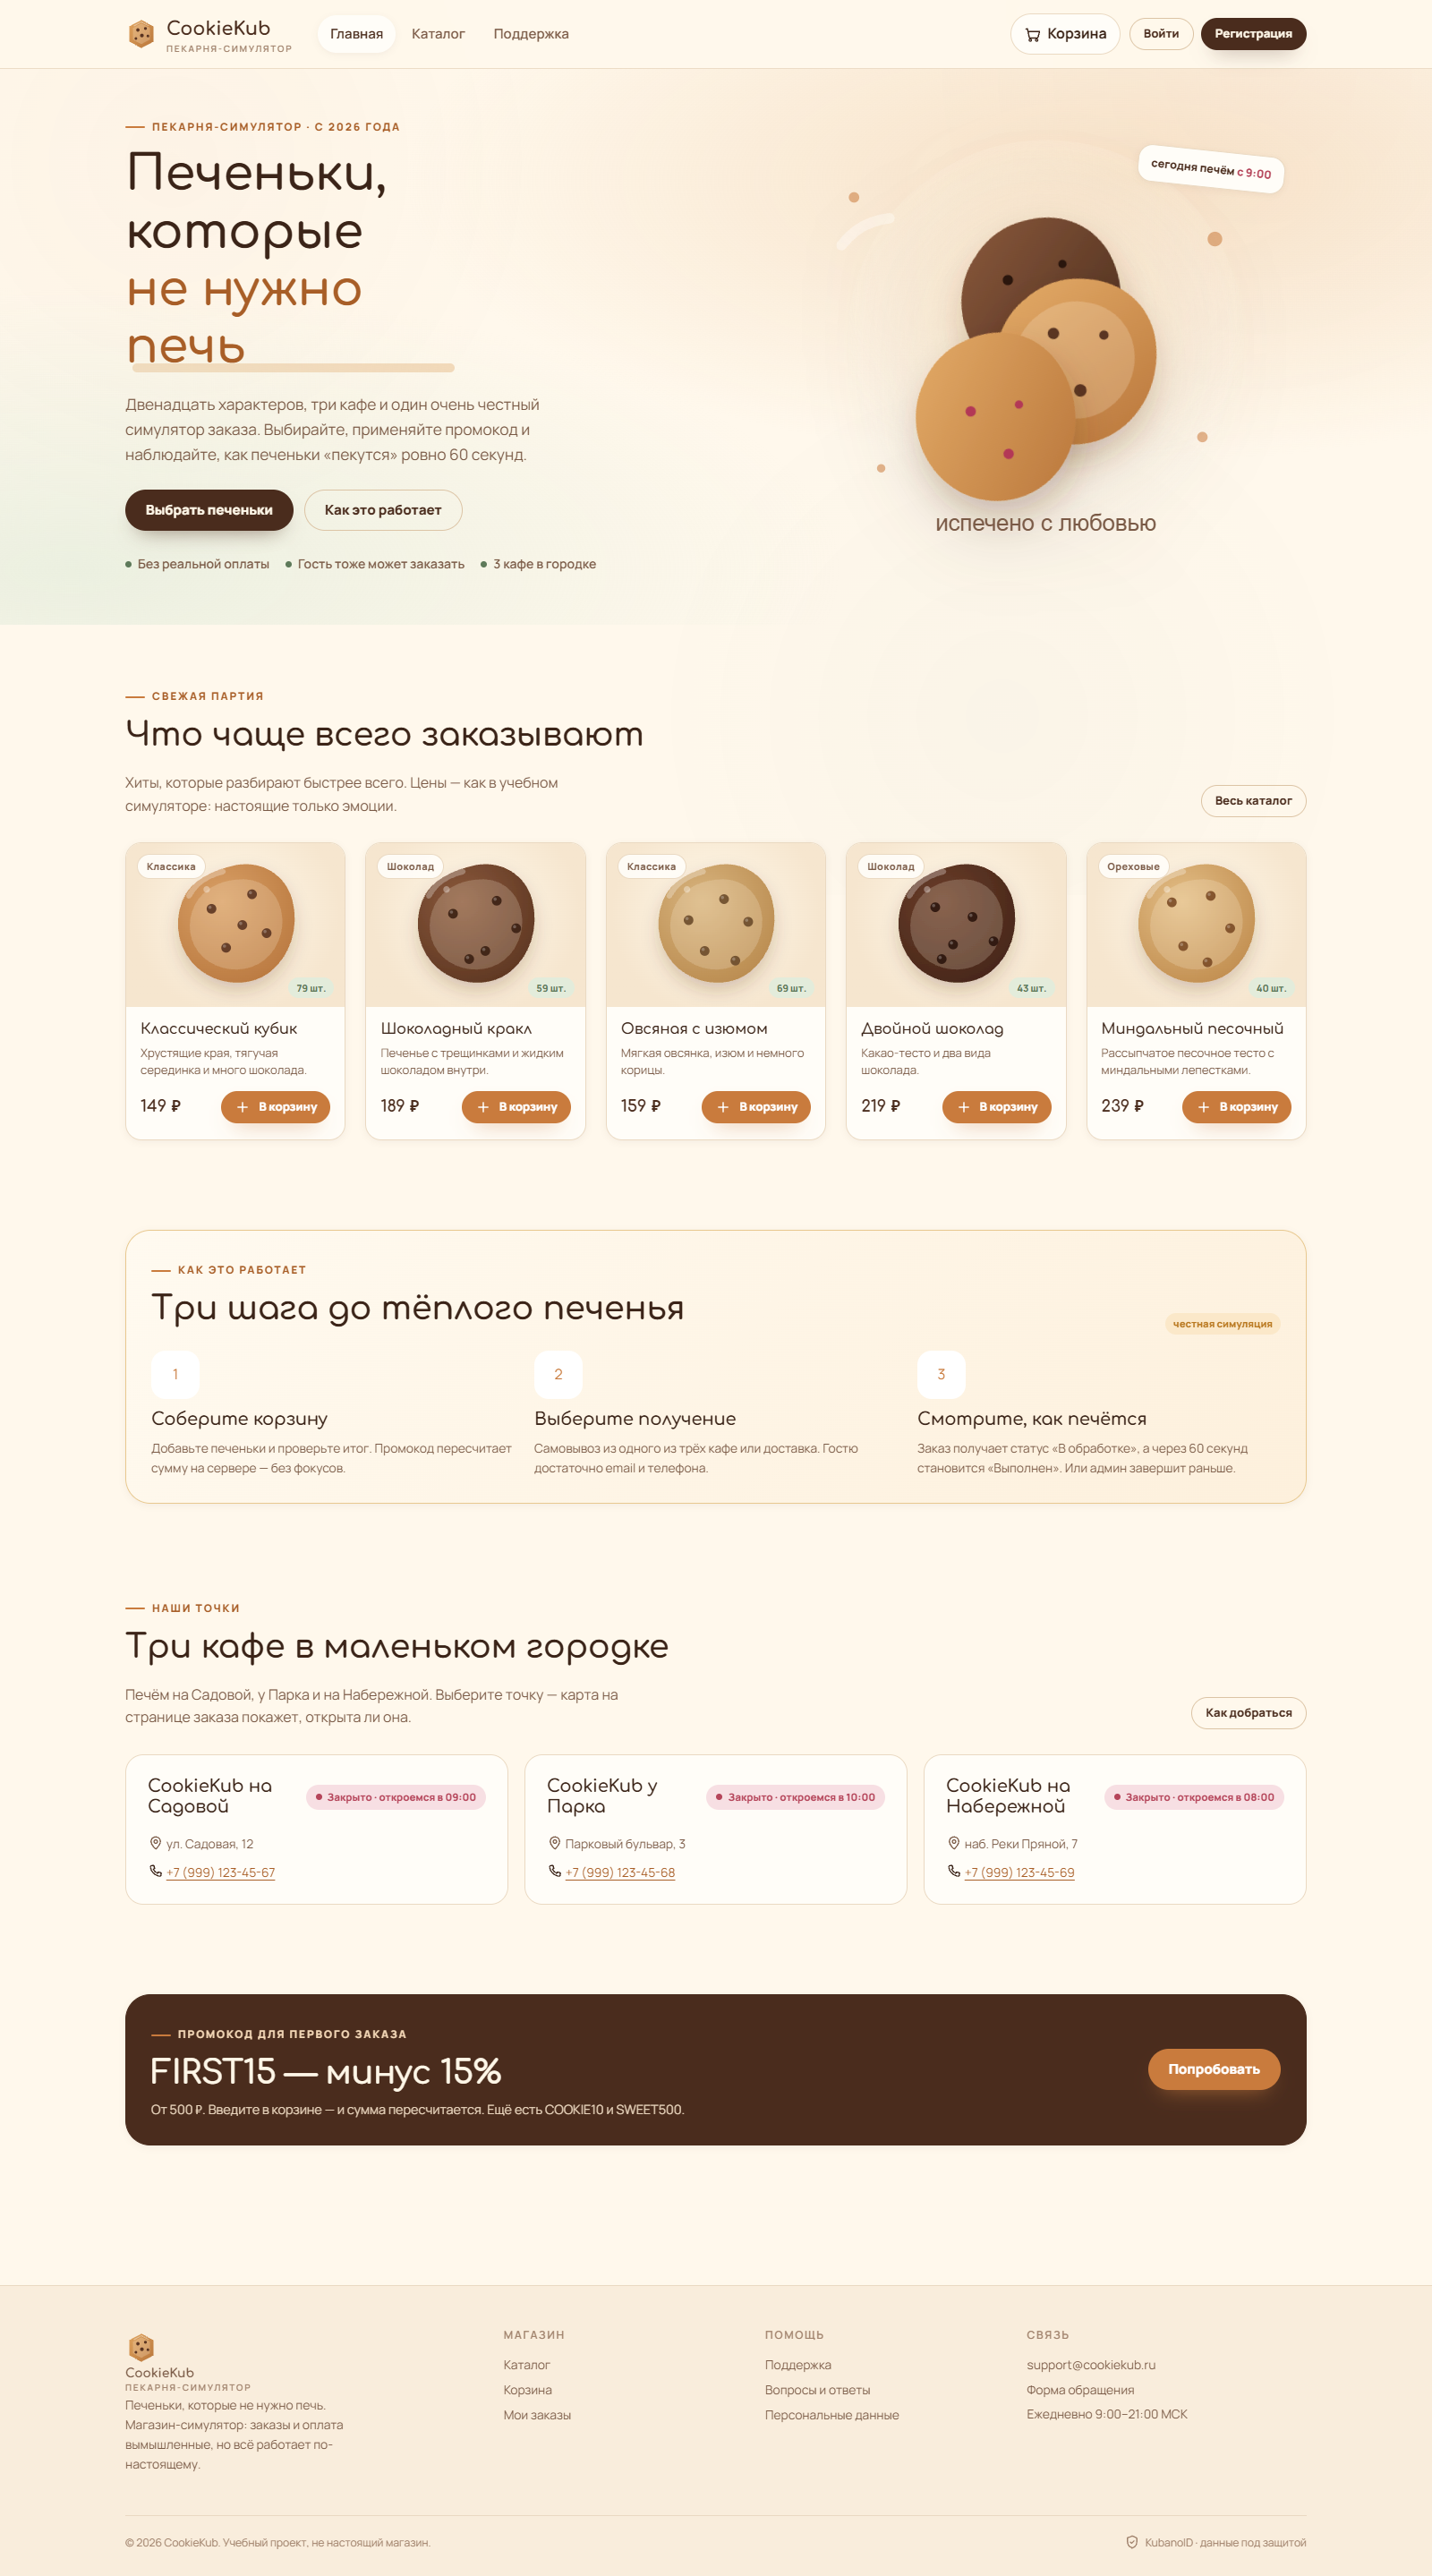 CookieKub
ПЕКАРНЯ-СИМУЛЯТОР
Главная
Каталог
Поддержка
Корзина
Войти
Регистрация
ПЕКАРНЯ-СИМУЛЯТОР · С 2026 ГОДА
Печеньки,
которые
не нужно
печь
Двенадцать характеров, три кафе и один очень честный
симулятор заказа. Выбирайте, применяйте промокод и
наблюдайте, как печеньки «пекутся» ровно 60 секунд.
Выбрать печеньки
Как это работает
Без реальной оплаты
Гость тоже может заказать
3 кафе в городке
сегодня печём с 9:00
испечено с любовью
СВЕЖАЯ ПАРТИЯ
Что чаще всего заказывают
Хиты, которые разбирают быстрее всего. Цены — как в учебном
симуляторе: настоящие только эмоции.
Весь каталог
Классика
79 шт.
Классический кубик
Хрустящие края, тягучая
серединка и много шоколада.
149 ₽
В корзину
Шоколад
59 шт.
Шоколадный кракл
Печенье с трещинками и жидким
шоколадом внутри.
189 ₽
В корзину
Классика
69 шт.
Овсяная с изюмом
Мягкая овсянка, изюм и немного
корицы.
159 ₽
В корзину
Шоколад
43 шт.
Двойной шоколад
Какао-тесто и два вида
шоколада.
219 ₽
В корзину
Ореховые
40 шт.
Миндальный песочный
Рассыпчатое песочное тесто с
миндальными лепестками.
239 ₽
В корзину
КАК ЭТО РАБОТАЕТ
Три шага до тёплого печенья
честная симуляция
1
Соберите корзину
Добавьте печеньки и проверьте итог. Промокод пересчитает
сумму на сервере — без фокусов.
2
Выберите получение
Самовывоз из одного из трёх кафе или доставка. Гостю
достаточно email и телефона.
3
Смотрите, как печётся
Заказ получает статус «В обработке», а через 60 секунд
становится «Выполнен». Или админ завершит раньше.
НАШИ ТОЧКИ
Три кафе в маленьком городке
Печём на Садовой, у Парка и на Набережной. Выберите точку — карта на
странице заказа покажет, открыта ли она.
Как добраться
CookieKub на
Садовой
Закрыто · откроемся в 09:00
ул. Садовая, 12
+7 (999) 123-45-67
CookieKub у
Парка
Закрыто · откроемся в 10:00
Парковый бульвар, 3
+7 (999) 123-45-68
CookieKub на
Набережной
Закрыто · откроемся в 08:00
наб. Реки Пряной, 7
+7 (999) 123-45-69
ПРОМОКОД ДЛЯ ПЕРВОГО ЗАКАЗА
FIRST15 — минус 15%
От 500 ₽. Введите в корзине — и сумма пересчитается. Ещё есть COOKIE10 и SWEET500.
Попробовать
CookieKub
ПЕКАРНЯ-СИМУЛЯТОР
Печеньки, которые не нужно печь.
Магазин-симулятор: заказы и оплата
вымышленные, но всё работает по-
настоящему.
МАГАЗИН
Каталог
Корзина
Мои заказы
ПОМОЩЬ
Поддержка
Вопросы и ответы
Персональные данные
СВЯЗЬ
support@cookiekub.ru
Форма обращения
Ежедневно 9:00–21:00 МСК
© 2026 CookieKub. Учебный проект, не настоящий магазин.
KubanoID · данные под защитой